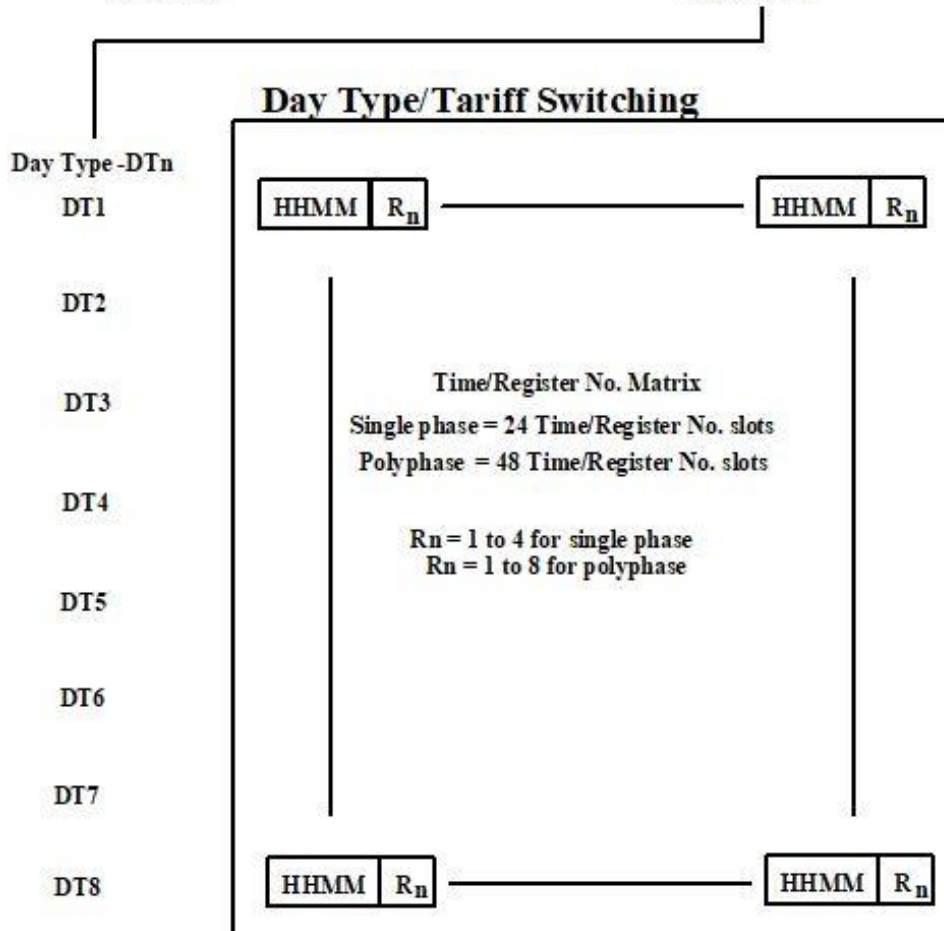 Day Type/Tariff Switching
Day Type -DTn
DT1
HHMM Rn HHMM Rn
DT2
Time/Register No. Matrix
DT3
Single phase = 24 Time/Register No. slots
Polyphase = 48 Time/Register No. slots
DT4
Rn = 1 to 4 for single phase
Rn = 1 to 8 for polyphase
DT5
DT6
DT7
DT8
HHMM Rn HHMM Rn